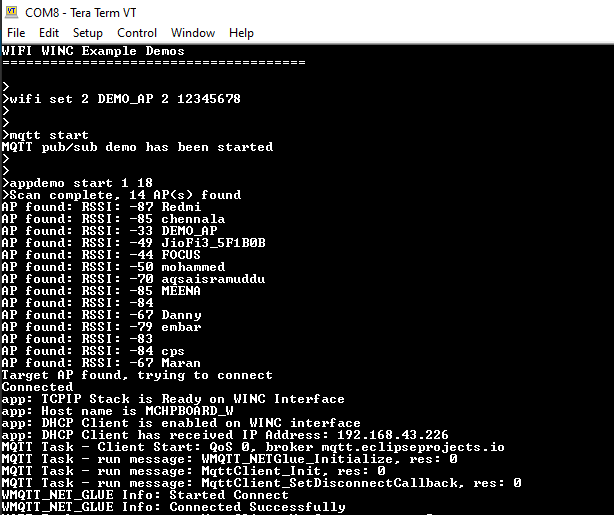 COM8 - Tera Term VT
File Edit Setup Control Window Help
WIFI WINC Example Demos
======================================
>
>wifi set 2 DEMO_AP 2 12345678
>
>
>mqtt start
MQTT pub/sub demo has been started
>
>
>appdemo start 1 18
>Scan complete, 14 AP(s) found
AP found: RSSI: -87 Redmi
AP found: RSSI: -85 chennala
AP found: RSSI: -33 DEMO_AP
AP found: RSSI: -49 JioFi3_5F1B0B
AP found: RSSI: -44 FOCUS
AP found: RSSI: -50 mohammed
AP found: RSSI: -70 aqsaisramuddu
AP found: RSSI: -85 MEENA
AP found: RSSI: -84
AP found: RSSI: -67 Danny
AP found: RSSI: -79 embar
AP found: RSSI: -83
AP found: RSSI: -84 cps
AP found: RSSI: -67 Maran
Target AP found, trying to connect
Connected
app: TCPIP Stack is Ready on WINC Interface
app: Host name is MCHPBOARD_W
app: DHCP Client is enabled on WINC interface
app: DHCP Client has received IP Address: 192.168.43.226
MQTT Task - Client Start: QoS 0, broker mqtt.eclipseprojects.io
MQTT Task - run message: WMQTT_NETGlue_Initialize, res: 0
MQTT Task - run message: MqttClient_Init, res: 0
MQTT Task - run message: MqttClient_SetDisconnectCallback, res: 0
WMQTT_NET_GLUE Info: Started Connect
WMQTT_NET_GLUE Info: Connected Successfully